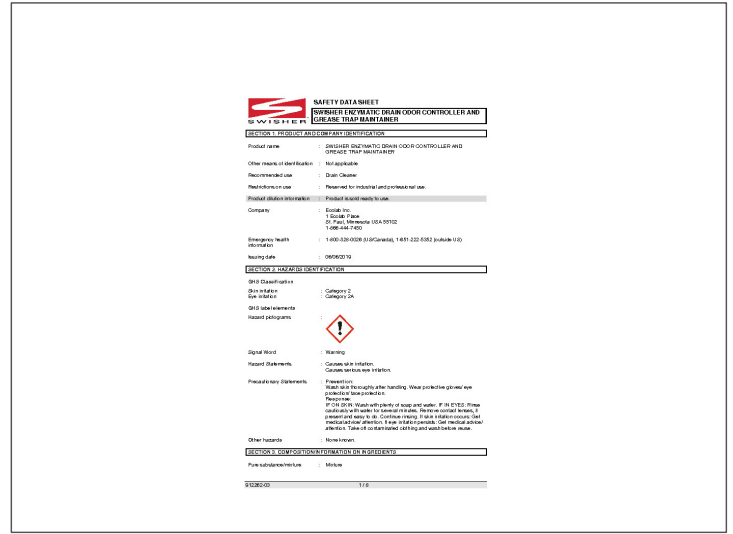 SWISHER
SAFETY DATA SHEET
SWISHER ENZYMATIC DRAIN ODOR CONTROLLER AND
GREASE TRAP MAINTAINER
SECTION 1. PRODUCT AND COMPANY IDENTIFICATION
Product name : SWISHER ENZYMATIC DRAIN ODOR CONTROLLER AND
GREASE TRAP MAINTAINER
Other means of identification : Not applicable
Recommended use : Drain Cleaner
Restrictions on use : Reserved for industrial and professional use.
Product dilution information : Product is sold ready to use.
Company : Ecolab Inc.
1 Ecolab Place
St. Paul, Minnesota USA 55102
1-866-444-7450
Emergency health : 1-800-328-0026 (US/Canada), 1-651-222-5352 (outside US)
information
Issuing date : 06/06/2019
SECTION 2. HAZARDS IDENTIFICATION
GHS Classification
Skin irritation : Category 2
Eye irritation : Category 2A
GHS label elements
Hazard pictograms :
Signal Word : Warning
Hazard Statements : Causes skin irritation.
Causes serious eye irritation.
Precautionary Statements : Prevention:
Wash skin thoroughly after handling. Wear protective gloves/ eye
protection/ face protection.
Response:
IF ON SKIN: Wash with plenty of soap and water. IF IN EYES: Rinse
cautiously with water for several minutes. Remove contact lenses, if
present and easy to do. Continue rinsing. If skin irritation occurs: Get
medical advice/ attention. If eye irritation persists: Get medical advice/
attention. Take off contaminated clothing and wash before reuse.
Other hazards : None known.
SECTION 3. COMPOSITION/INFORMATION ON INGREDIENTS
Pure substance/mixture : Mixture
912262-03 1 / 8